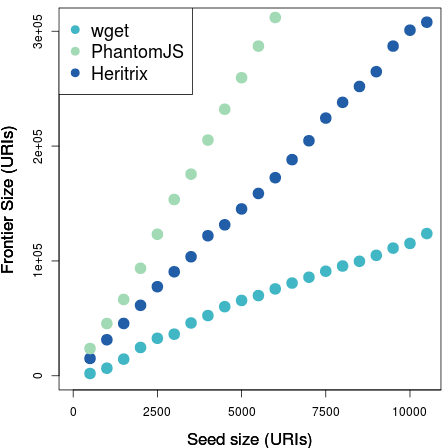 wget
PhantomJS
Heritrix
Frontier Size (URIs)
3e+05
2e+05
1e+05
0
0 2500 5000 7500 10000
Seed size (URIs)